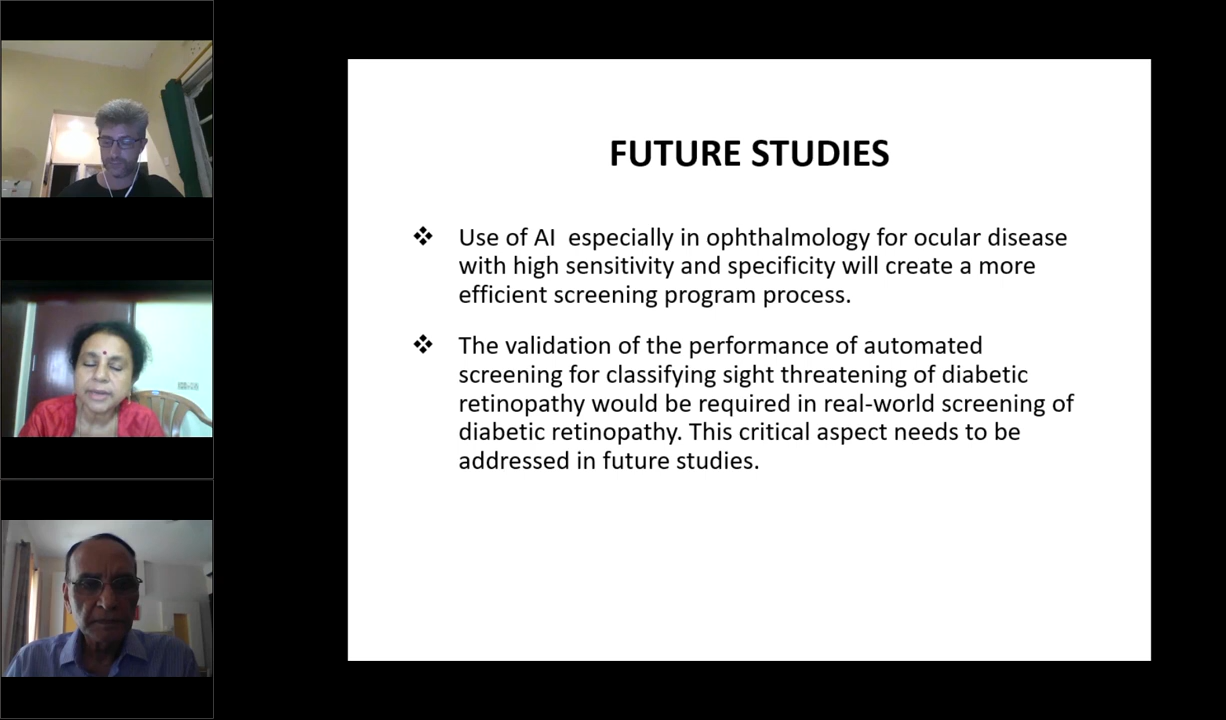 FUTURE STUDIES
❖ Use of AI  especially in ophthalmology for ocular disease
with high sensitivity and specificity will create a more
efficient screening program process.
❖ The validation of the performance of automated
screening for classifying sight threatening of diabetic
retinopathy would be required in real-world screening of
diabetic retinopathy. This critical aspect needs to be
addressed in future studies.